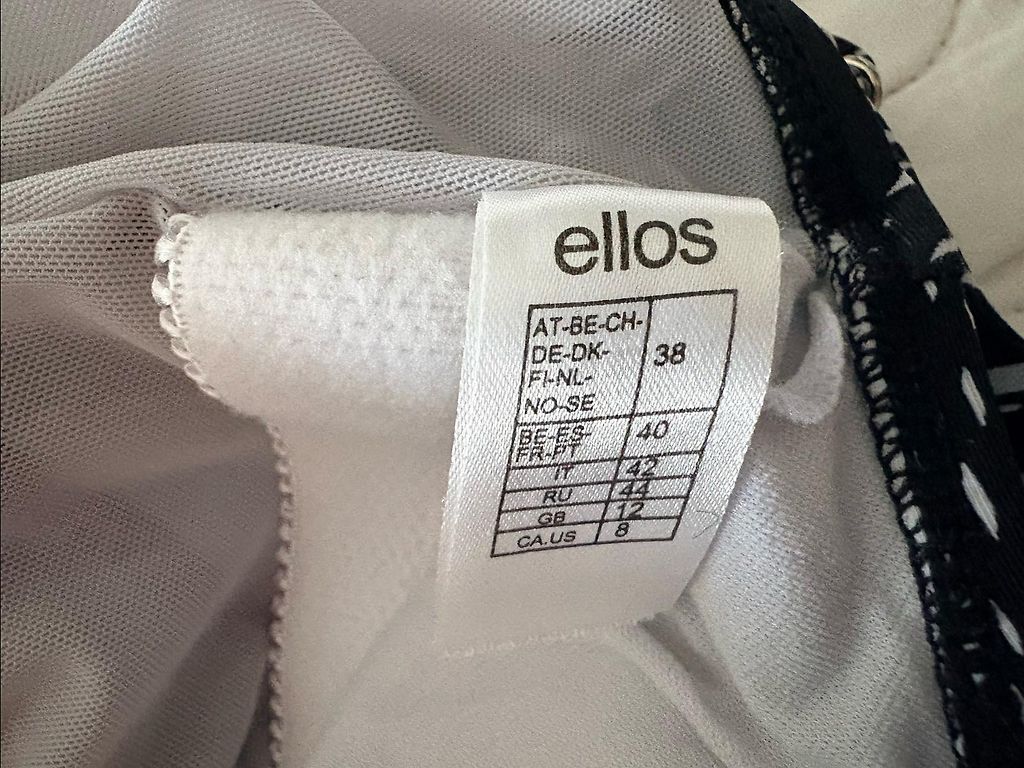 ellos
AT-BE-CH-
DE-DK-
FI-NL-
NO-SE
38
BE-ES-
FR-PT
40
IT 42
RU 44
GB 12
CA.US 8